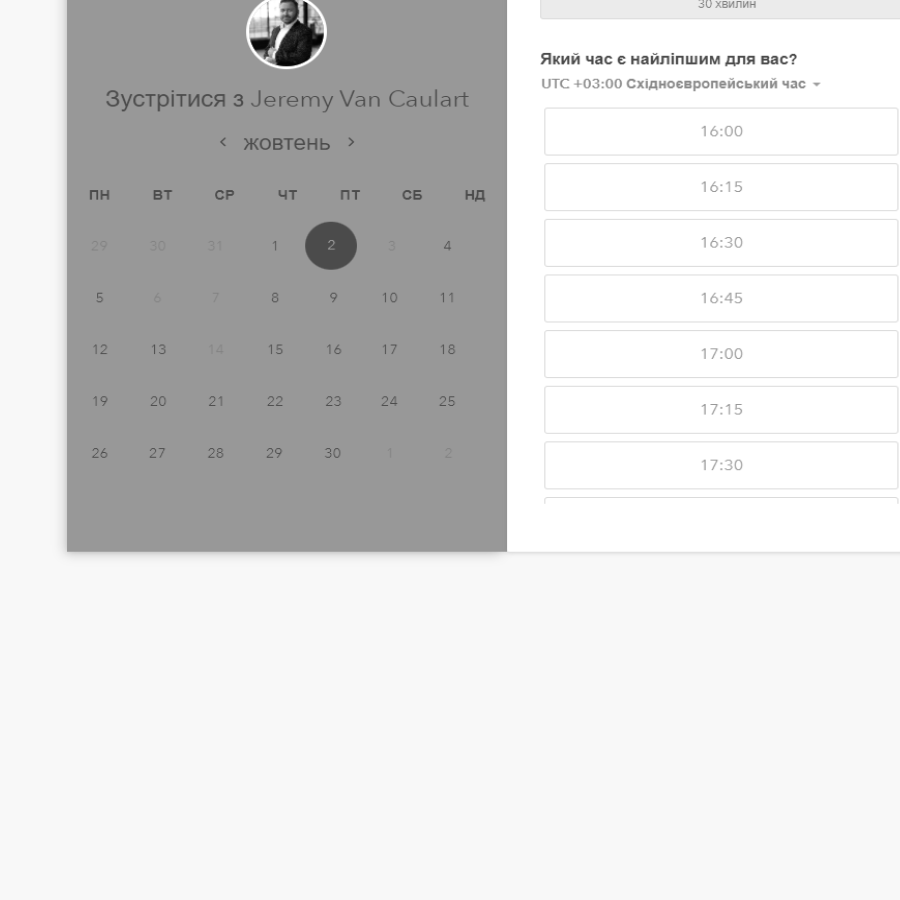 Зустрітися з Jeremy Van Caulart
< жовтень >
ПН ВТ СР ЧТ ПТ СБ НД
29 30 31 1 2 3 4
5 6 7 8 9 10 11
12 13 14 15 16 17 18
19 20 21 22 23 24 25
26 27 28 29 30 1 2
30 хвилин
Який час є найліпшим для вас?
UTC +03:00 Східноєвропейський час
16:00
16:15
16:30
16:45
17:00
17:15
17:30